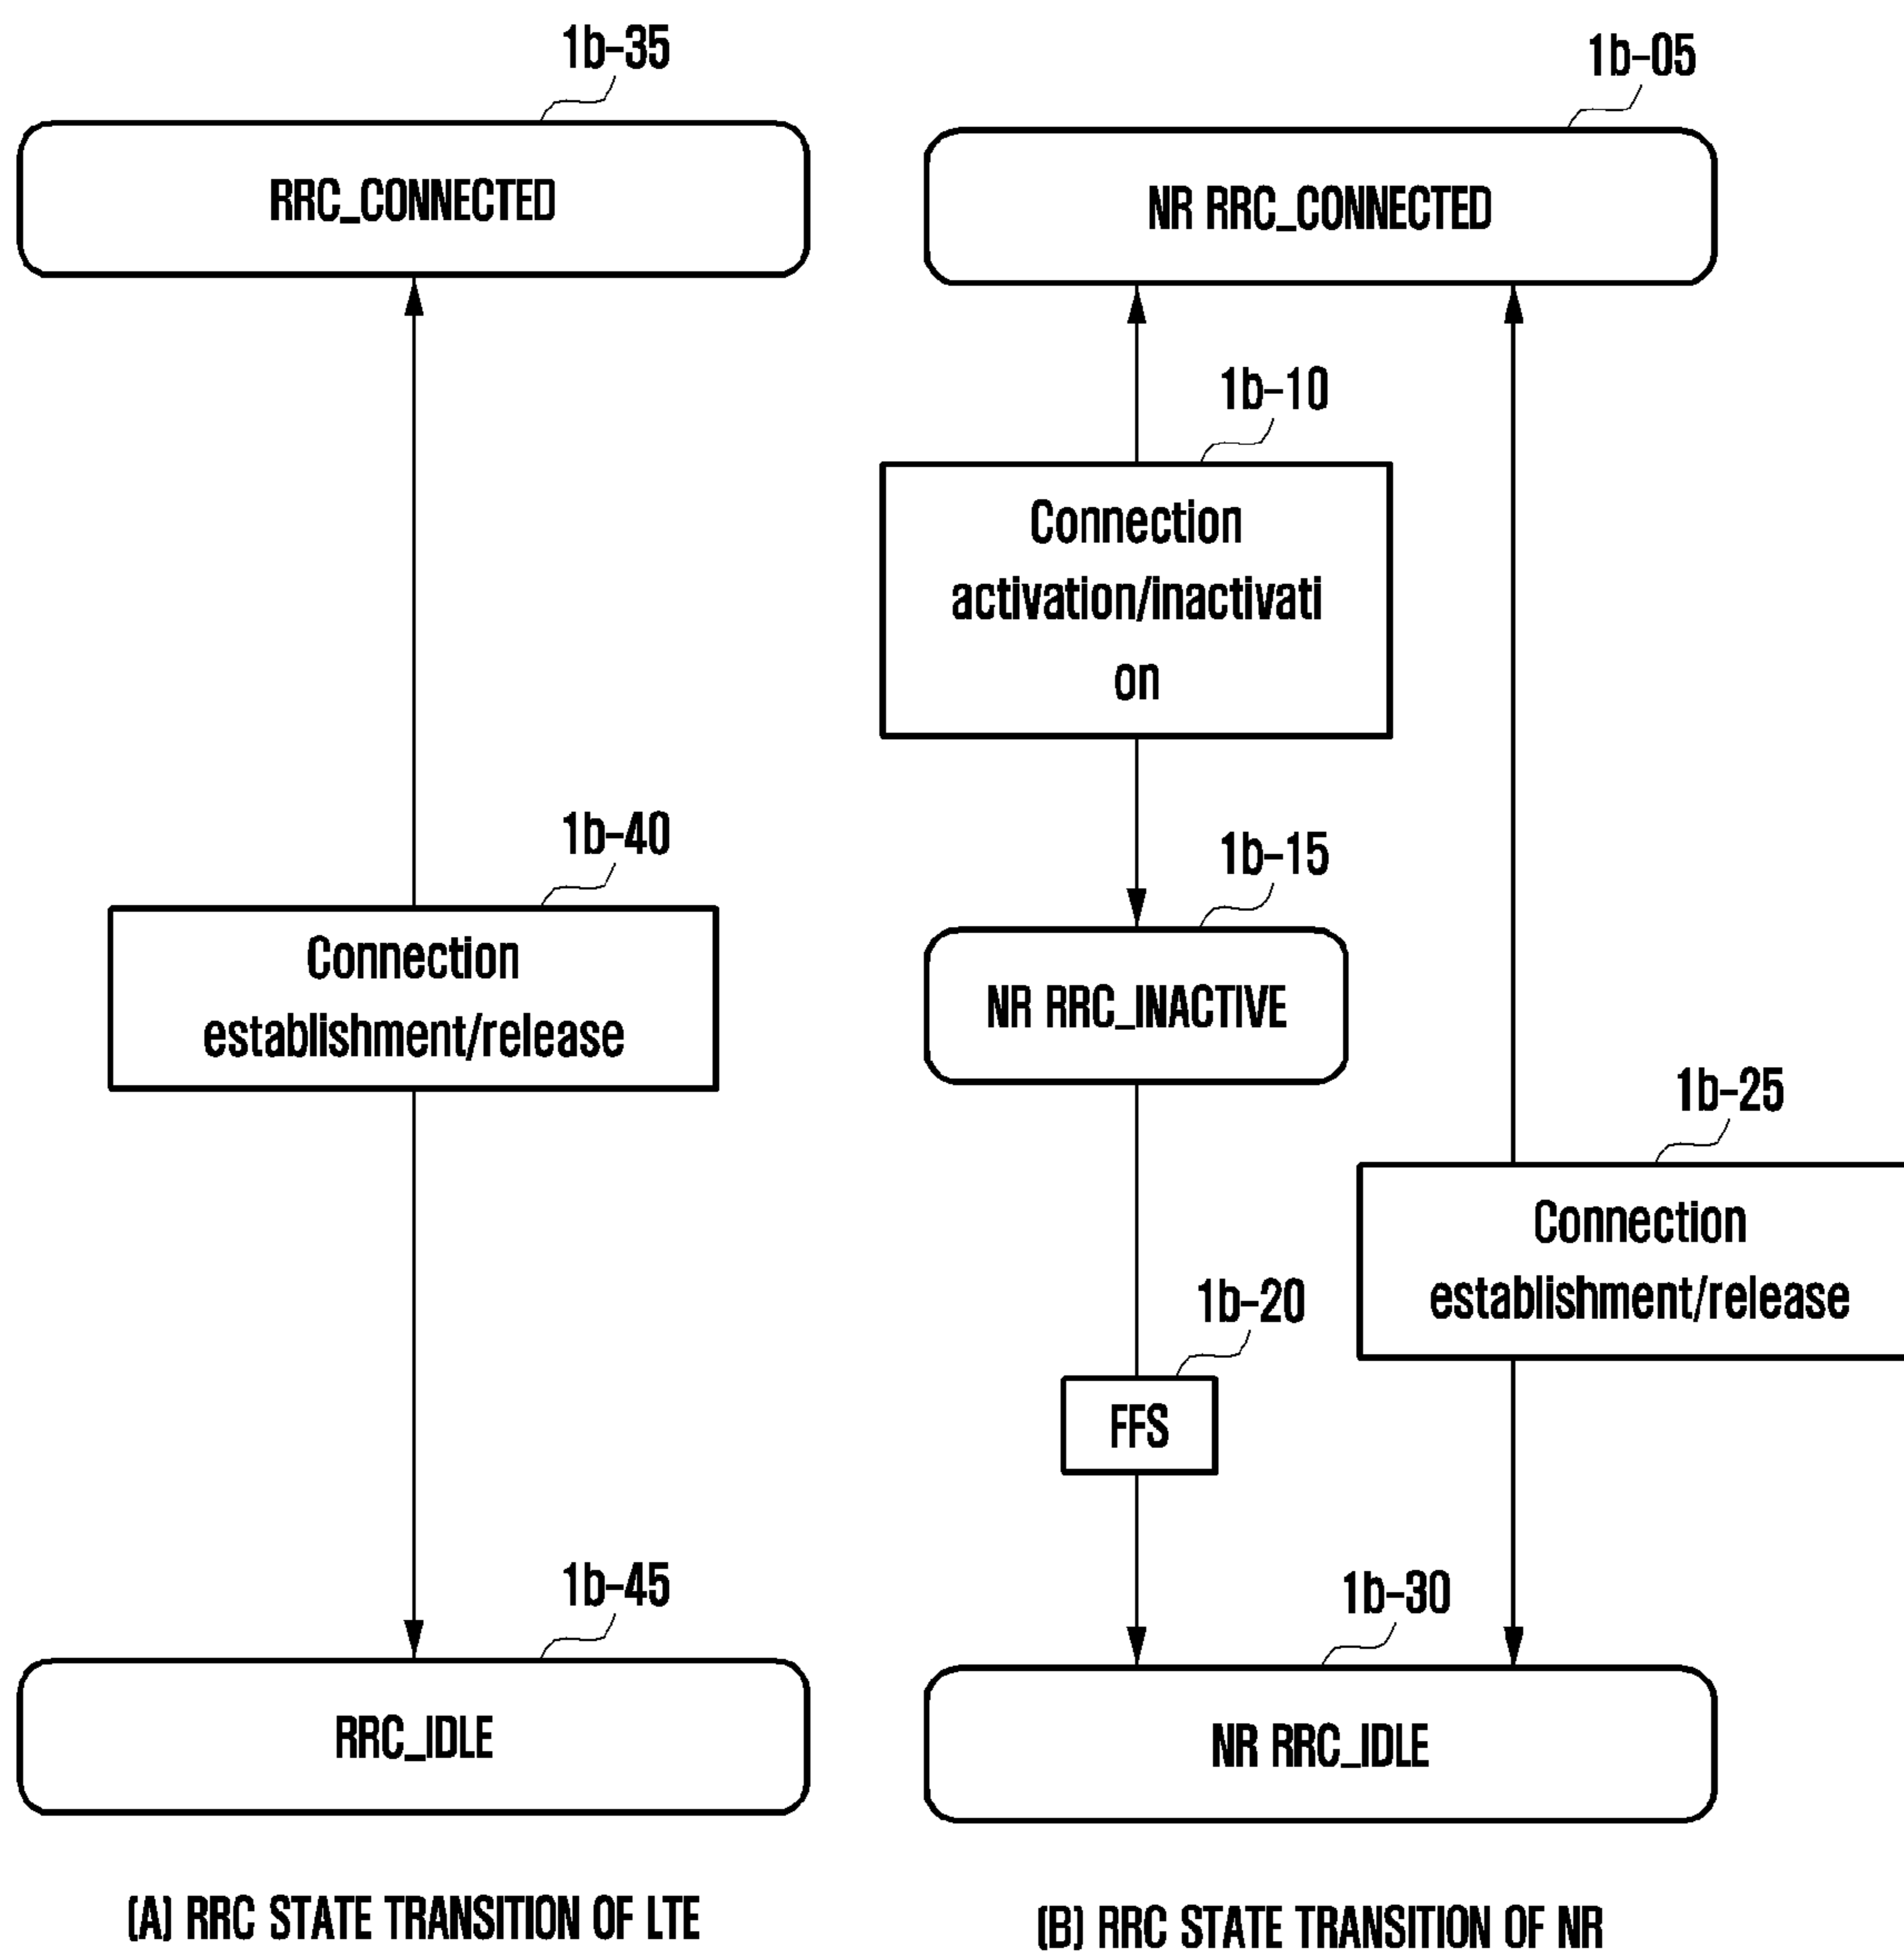 1b-35
RRC_CONNECTED
1b-40
Connection
establishment/release
1b-45
RRC_IDLE
(A) RRC STATE TRANSITION OF LTE
1b-05
NR RRC_CONNECTED
1b-10
Connection
activation/inactivati
on
1b-15
NR RRC_INACTIVE
1b-25
Connection
establishment/release
1b-20
FFS
1b-30
NR RRC_IDLE
(B) RRC STATE TRANSITION OF NR